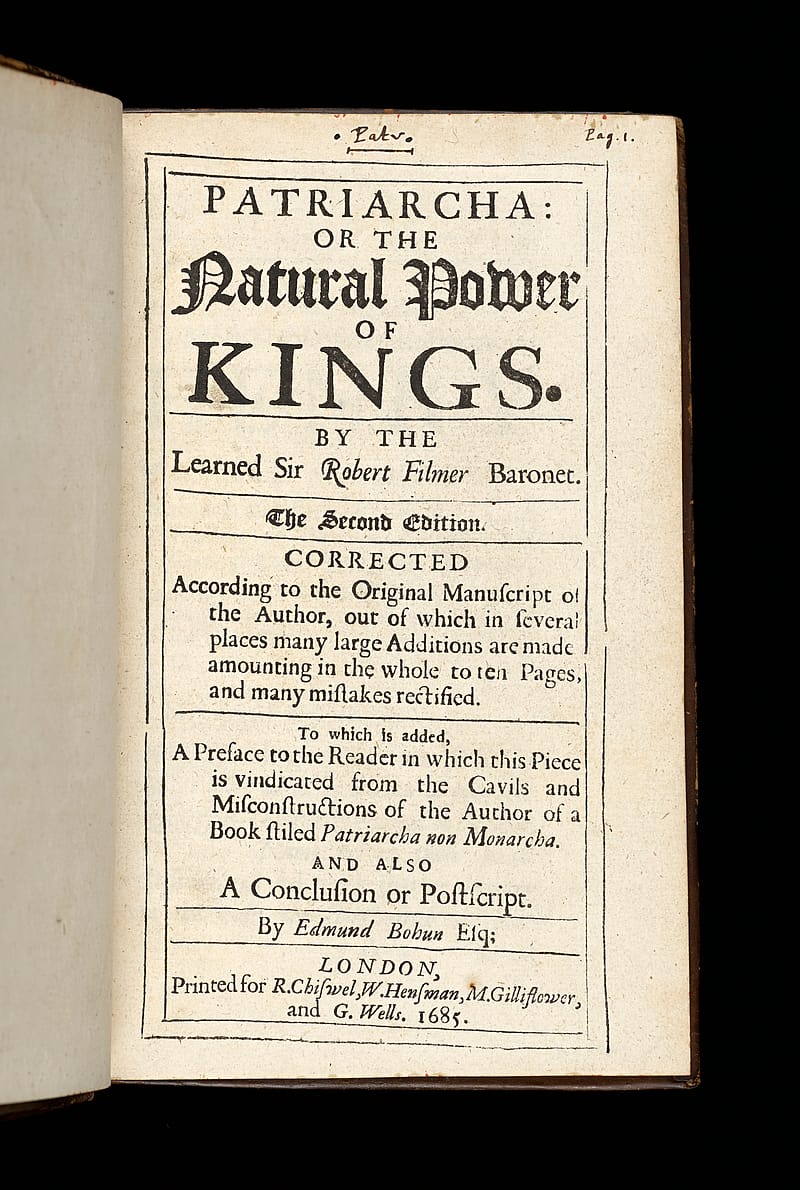 . Patr.
Pag. 1.
PATRIARCHA:
OR THE
Natural Power
OF
KINGS.
BY THE
Learned Sir Robert Filmer Baronet.
The Second Edition.
CORRECTED
According to the Original Manuſcript of
the Author, out of which in ſeveral
places many large Additions are made
amounting in the whole to ten Pages,
and many miſtakes rectified.
To which is added,
A Preface to the Reader in which this Piece
is vindicated from the Cavils and
Miſconſtructions of the Author of a
Book ſtiled Patriarcha non Monarcha.
AND ALSO
A Concluſion or Poſtſcript.
By Edmund Bohun Eſq;
LONDON,
Printed for R. Chiſwel, W. Henſman, M. Gilliflower,
and G. Wells. 1685.